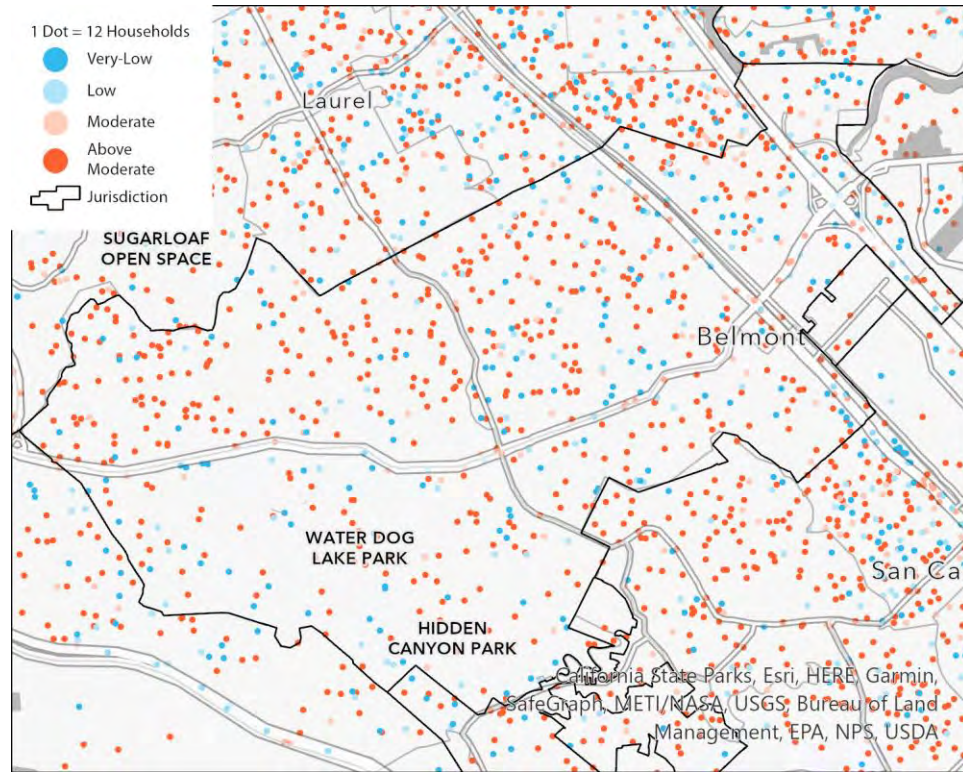 1 Dot = 12 Households
Very-Low
Low
Moderate
Above
Moderate
Jurisdiction
Laurel
SUGARLOAF
OPEN SPACE
Belmont
WATER DOG
LAKE PARK
San Ca
HIDDEN
CANYON PARK
California State Parks, Esri, HERE, Garmin,
SafeGraph, METI/NASA, USGS, Bureau of Land
Management, EPA, NPS, USDA